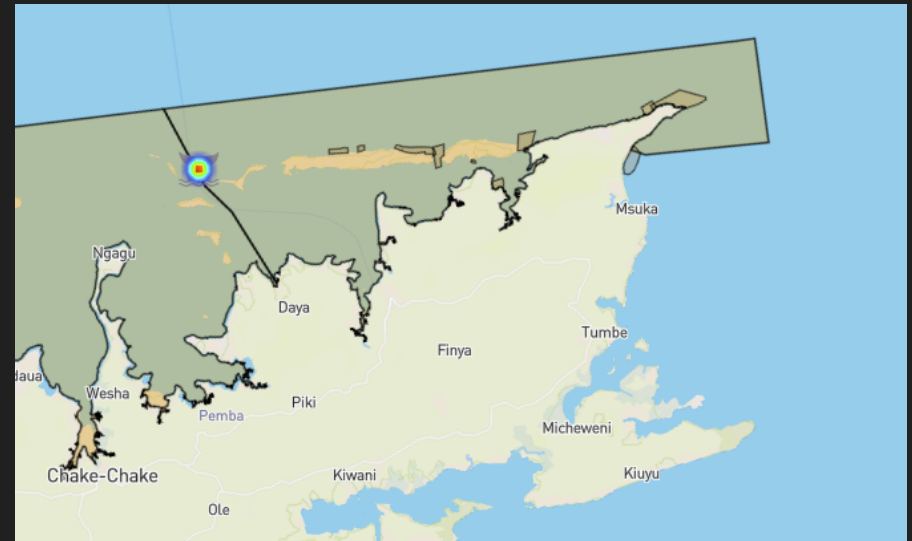 Msuka
Ngagu
Daya
Tumbe
Finya
daua
Wesha
Piki
Pemba
Micheweni
Chake-Chake
Kiwani
Kiuyu
Ole